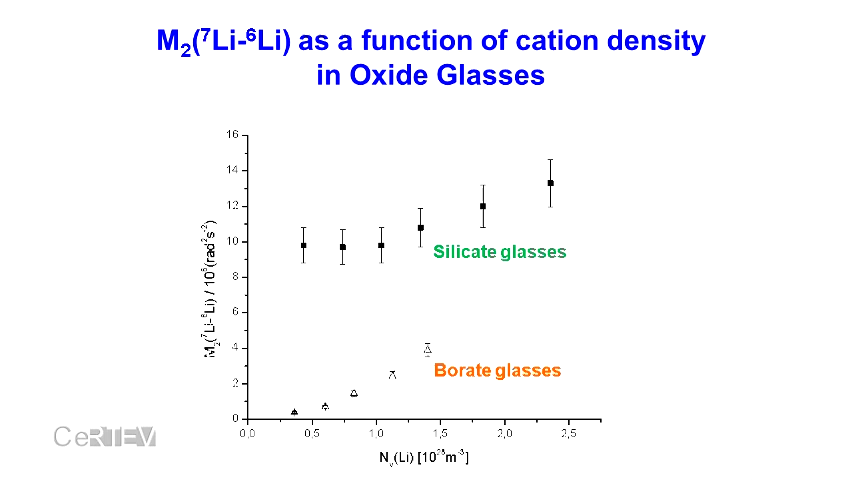 M₂(⁷Li-⁶Li) as a function of cation density
in Oxide Glasses
16
14
12
10
8
6
4
2
0
M₂(⁷Li-⁶Li) / 10⁶(rad²s⁻²)
Silicate glasses
Borate glasses
0,0 0,5 1,0 1,5 2,0 2,5
Nᵥ(Li) [10²⁸m⁻³]
CeRTEV